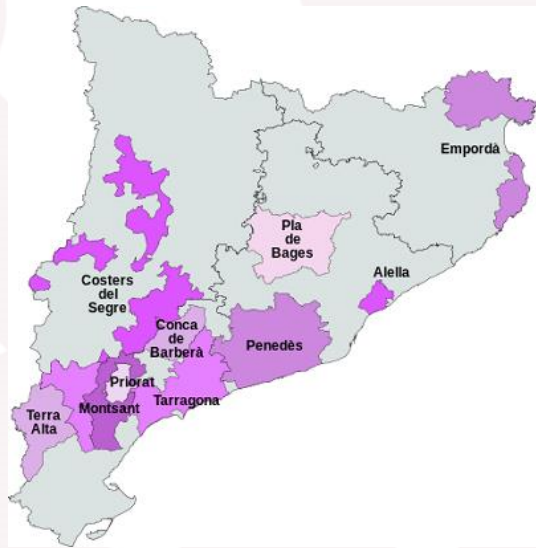 Empordà
Pla
de
Bages
Alella
Costers
del
Segre
Conca
de
Barberà
Penedès
Priorat
Terra
Alta
Montsant
Tarragona